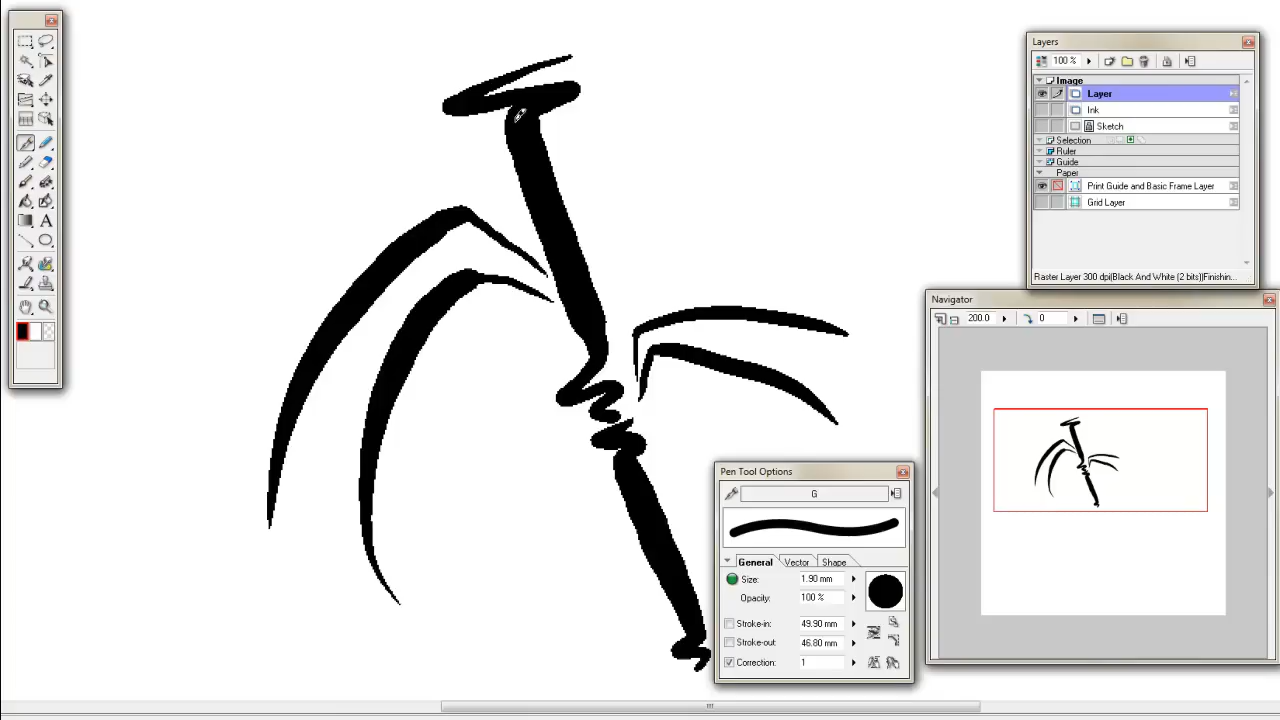 Layers
100 %
Image
Layer
Ink
Sketch
Selection
Ruler
Guide
Paper
Print Guide and Basic Frame Layer
Grid Layer
Raster Layer 300 dpi(Black And White (2 bits))Finishin...
Navigator
200.0
0
A
Pen Tool Options
G
General Vector Shape
Size: 1.90 mm
Opacity: 100 %
Stroke-in: 49.90 mm
Stroke-out: 46.80 mm
Correction: 1